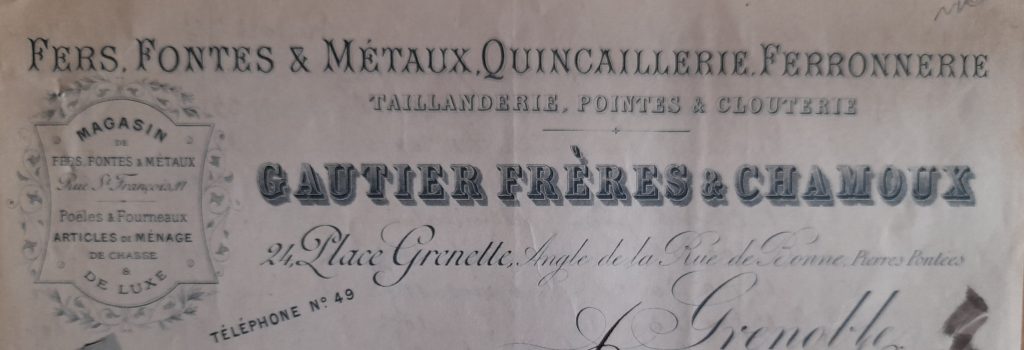 FERS, FONTES & MÉTAUX, QUINCAILLERIE, FERRONNERIE
TAILLANDERIE, POINTES & CLOUTERIE
GAUTIER FRÈRES & CHAMOUX
24, Place Grenette, Angle de la Rue de Bonne, Pierres Pontées
MAGASIN
DE
FERS, FONTES & MÉTAUX
Rue St François, 11
Poëles & Fourneaux
ARTICLES DE MÉNAGE
DE CHASSE
&
DE LUXE
TÉLÉPHONE No. 49
Grenoble